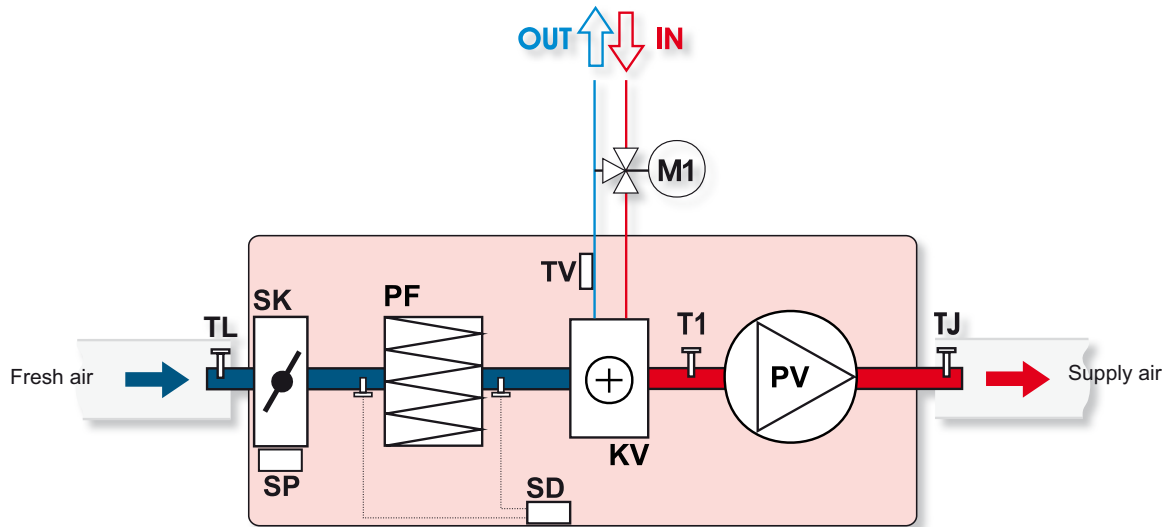 OUT IN
M1
TV
SK PF
TL T1 TJ
Fresh air PV Supply air
KV
SP SD